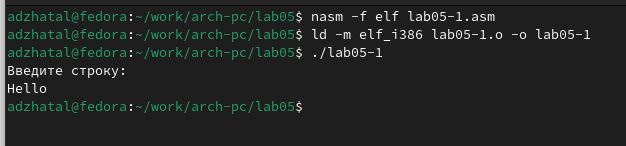 adzhatal@fedora:~/work/arch-pc/lab05$ nasm -f elf lab05-1.asm
adzhatal@fedora:~/work/arch-pc/lab05$ ld -m elf_i386 lab05-1.o -o lab05-1
adzhatal@fedora:~/work/arch-pc/lab05$ ./lab05-1
Введите строку:
Hello
adzhatal@fedora:~/work/arch-pc/lab05$